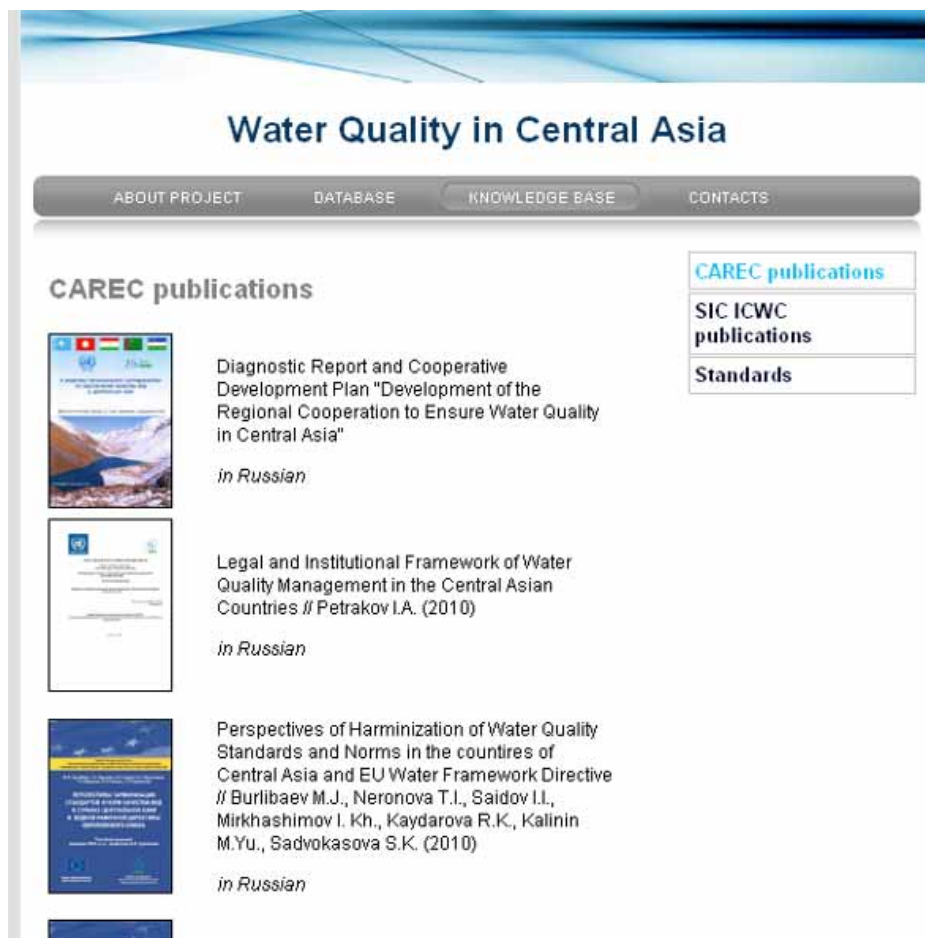 Water Quality in Central Asia
ABOUT PROJECT DATABASE KNOWLEDGE BASE CONTACTS
CAREC publications
Diagnostic Report and Cooperative
Development Plan "Development of the
Regional Cooperation to Ensure Water Quality
in Central Asia"
in Russian
Legal and Institutional Framework of Water
Quality Management in the Central Asian
Countries // Petrakov I.A. (2010)
in Russian
Perspectives of Harminization of Water Quality
Standards and Norms in the countires of
Central Asia and EU Water Framework Directive
// Burlibaev M.J., Neronova T.I., Saidov I.I.,
Mirkhashimov I. Kh., Kaydarova R.K., Kalinin
M.Yu., Sadvokasova S.K. (2010)
in Russian
CAREC publications
SIC ICWC
publications
Standards